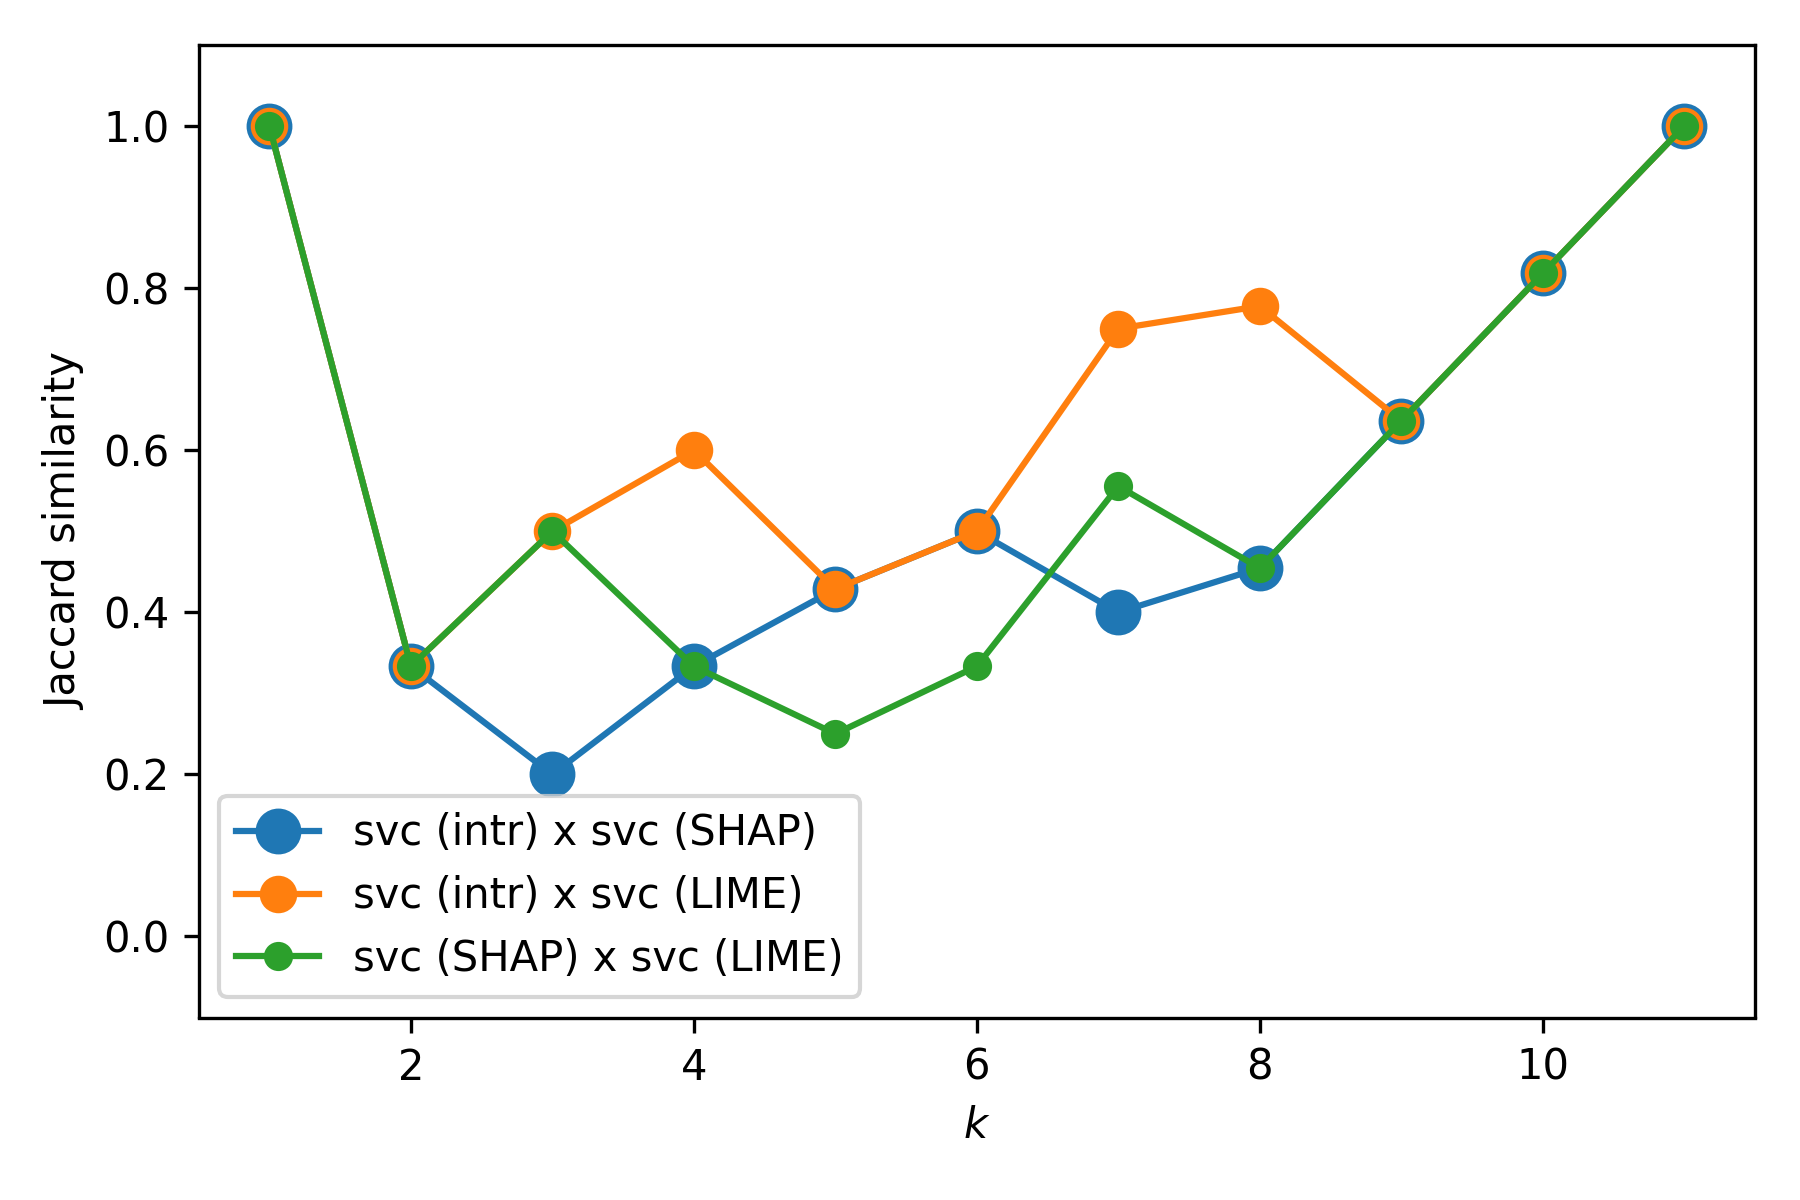 1.0
0.8
0.6
0.4
0.2
0.0
Jaccard similarity
svc (intr) x svc (SHAP)
svc (intr) x svc (LIME)
svc (SHAP) x svc (LIME)
2 4 6 8 10
k